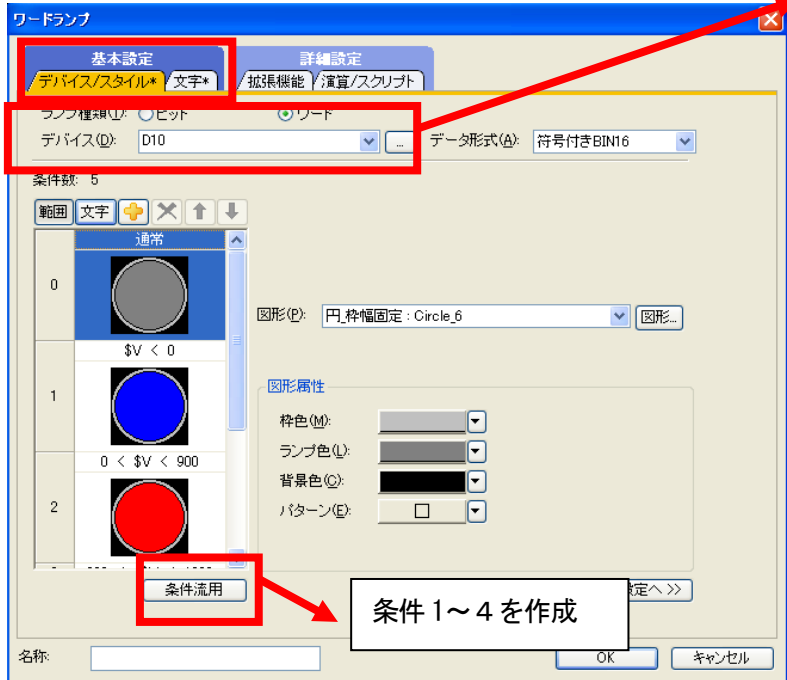 ワードランプ
基本設定
詳細設定
デバイス/スタイル*
文字*
拡張機能
演算/スクリプト
ランプ種類(I): ビット ワード
デバイス(D): D10 ... データ形式(A): 符号付きBIN16
条件数: 5
範囲 文字
通常
0
図形(P): 円_枠幅固定 : Circle_6 図形...
$V < 0
1
図形属性
枠色(M):
ランプ色(L):
背景色(C):
パターン(E):
0 < $V < 900
2
条件流用
定へ >>
条件1～4を作成
名称:
OK キャンセル